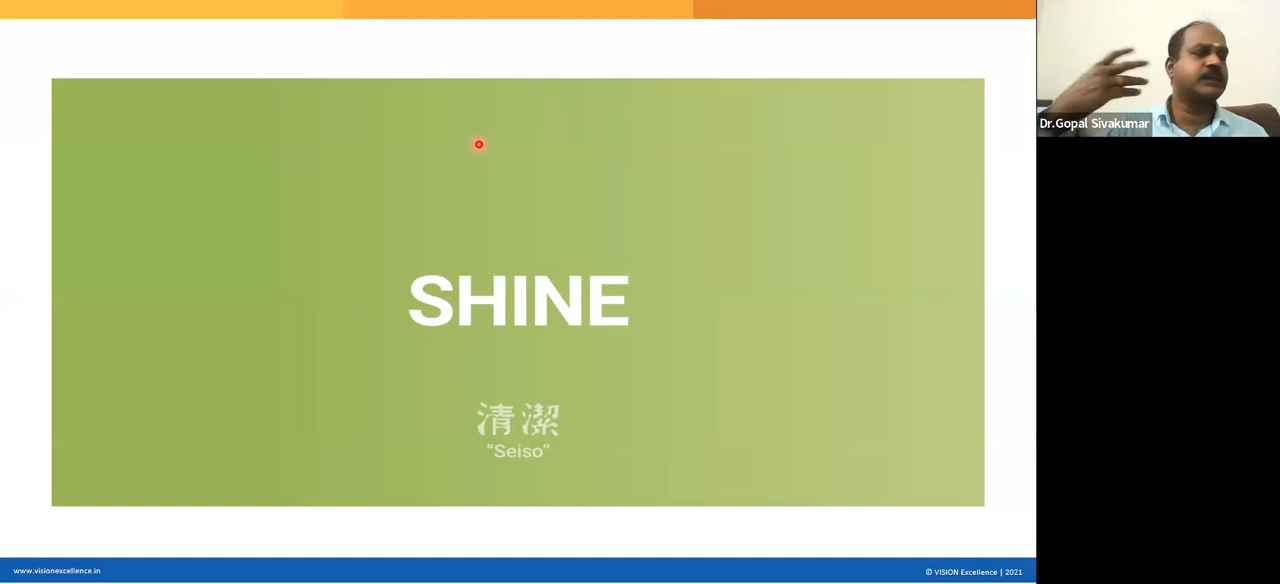 Dr.Gopal Sivakumar
SHINE
清潔
“Seiso”
www.visionexcellence.in
© VISION Excellence | 2021